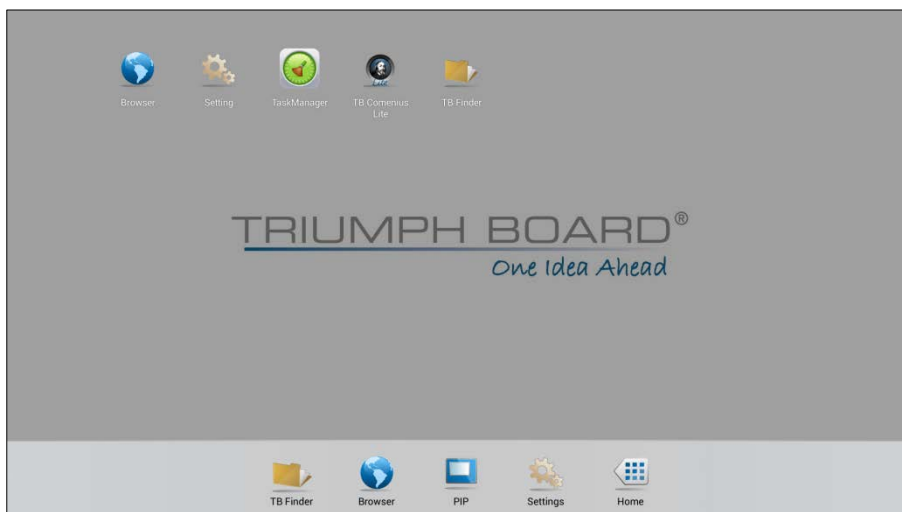 Browser Setting TaskManager TB Comenius TB Finder
Lite
TRIUMPH BOARD®
One Idea Ahead
TB Finder Browser PIP Settings Home